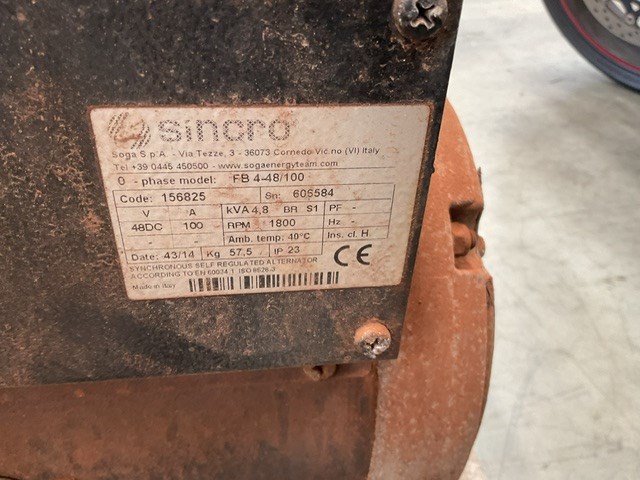 sincro
Soga S.p.A. - Via Tezze, 3 - 36073 Cornedo Vic.no (VI) Italy
Tel +39 0445 450500 - www.sogaenergyteam.com
0 - phase model: FB 4-48/100
Code: 156825 Sn: 606584
V A kVA 4,8 BR S1 PF -
48DC 100 RPM 1800 Hz -
- - Amb. temp: 40°C Ins. cl. H
Date: 43/14 Kg 57,5 IP 23 CE
SYNCHRONOUS SELF REGULATED ALTERNATOR
ACCORDING TO EN 60034.1 ISO 8528-3
Made in Italy